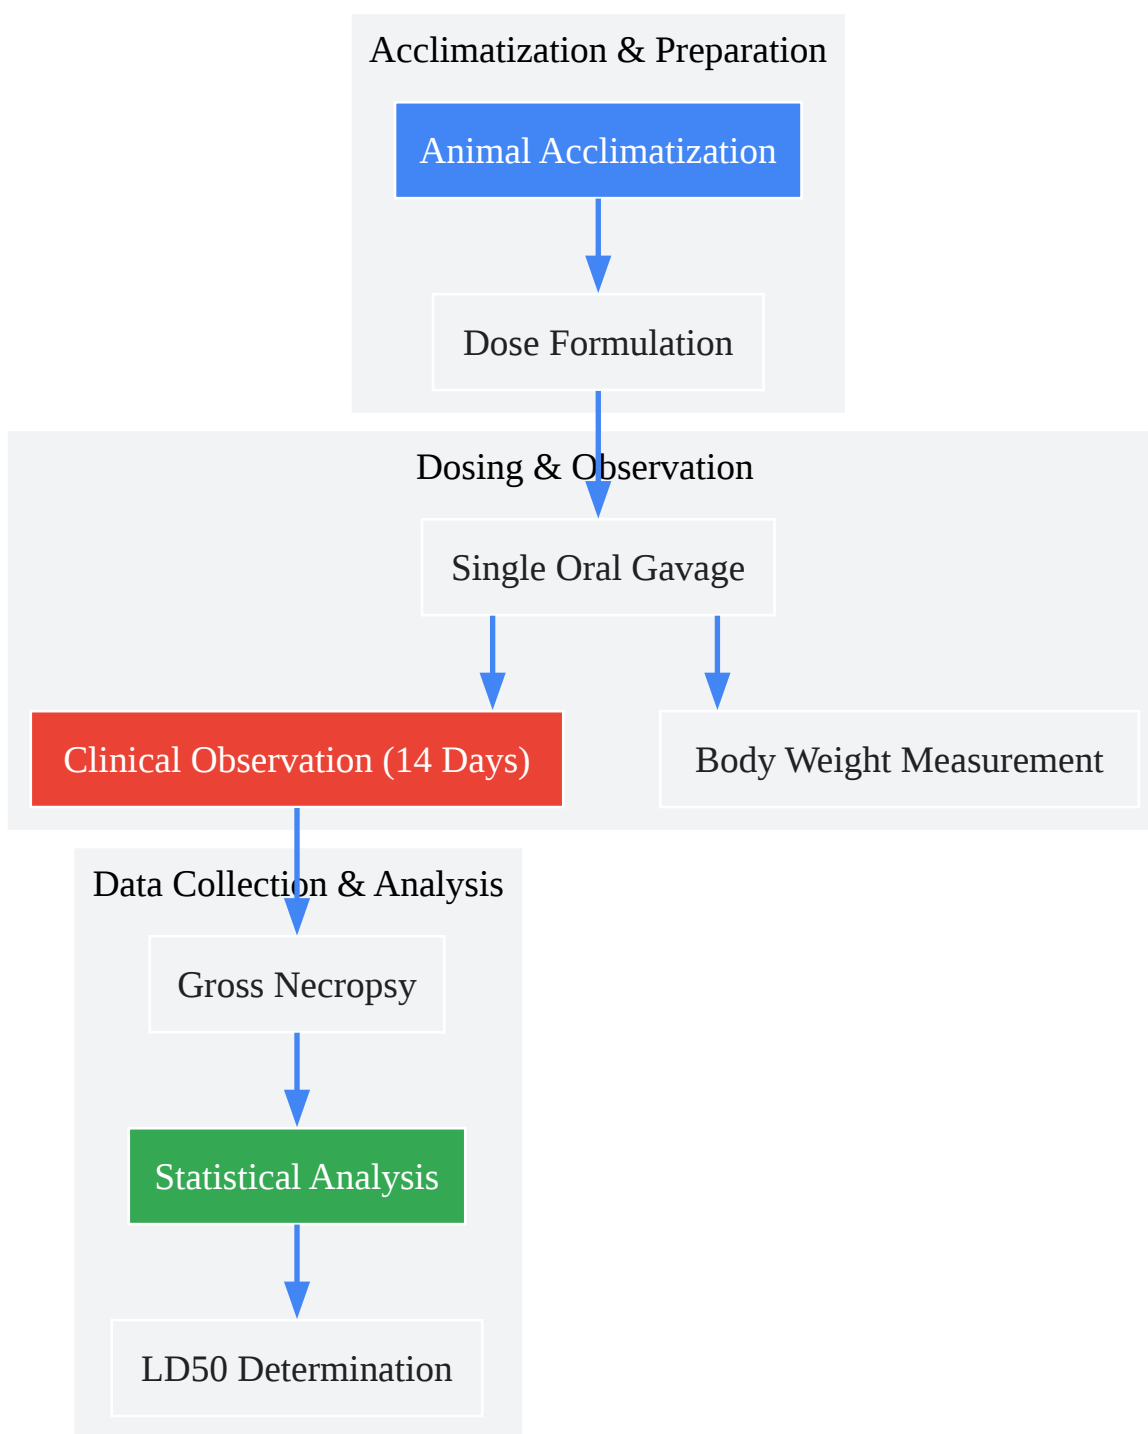 Acclimatization & Preparation
Animal Acclimatization
Dose Formulation
Dosing & Observation
Single Oral Gavage
Clinical Observation (14 Days)
Body Weight Measurement
Data Collection & Analysis
Gross Necropsy
Statistical Analysis
LD50 Determination